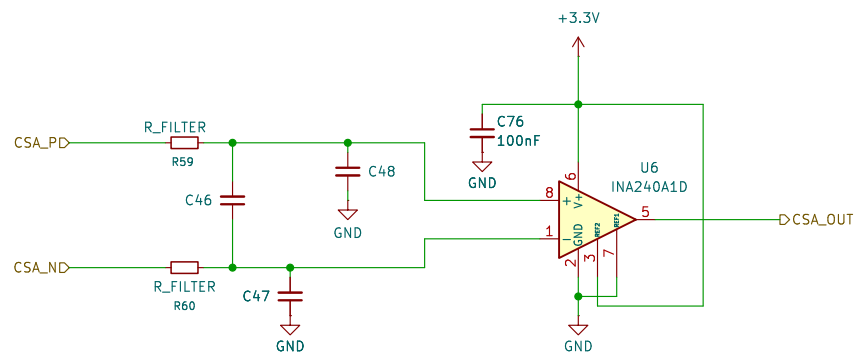 +3.3V
CSA_P
R_FILTER
R59
C76
100nF
C48
C46
GND
GND
U6
INA240A1D
8
+
6
V+
1
-
GND
REF2
REF1
2
3
7
5
CSA_OUT
CSA_N
R_FILTER
R60
C47
GND
GND